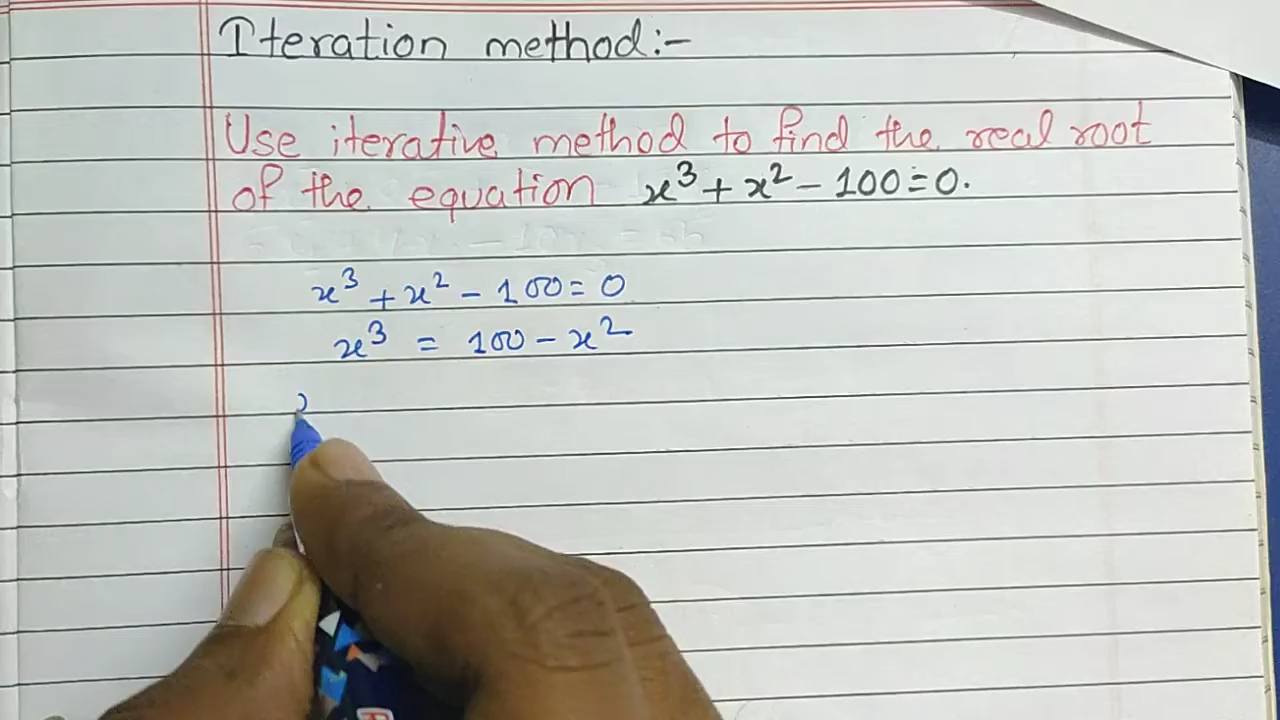 Iteration method:-
Use iterative method to find the real root
of the equation x³ + x² - 100 = 0.
x³ + x² - 100 = 0
x³ = 100 - x²